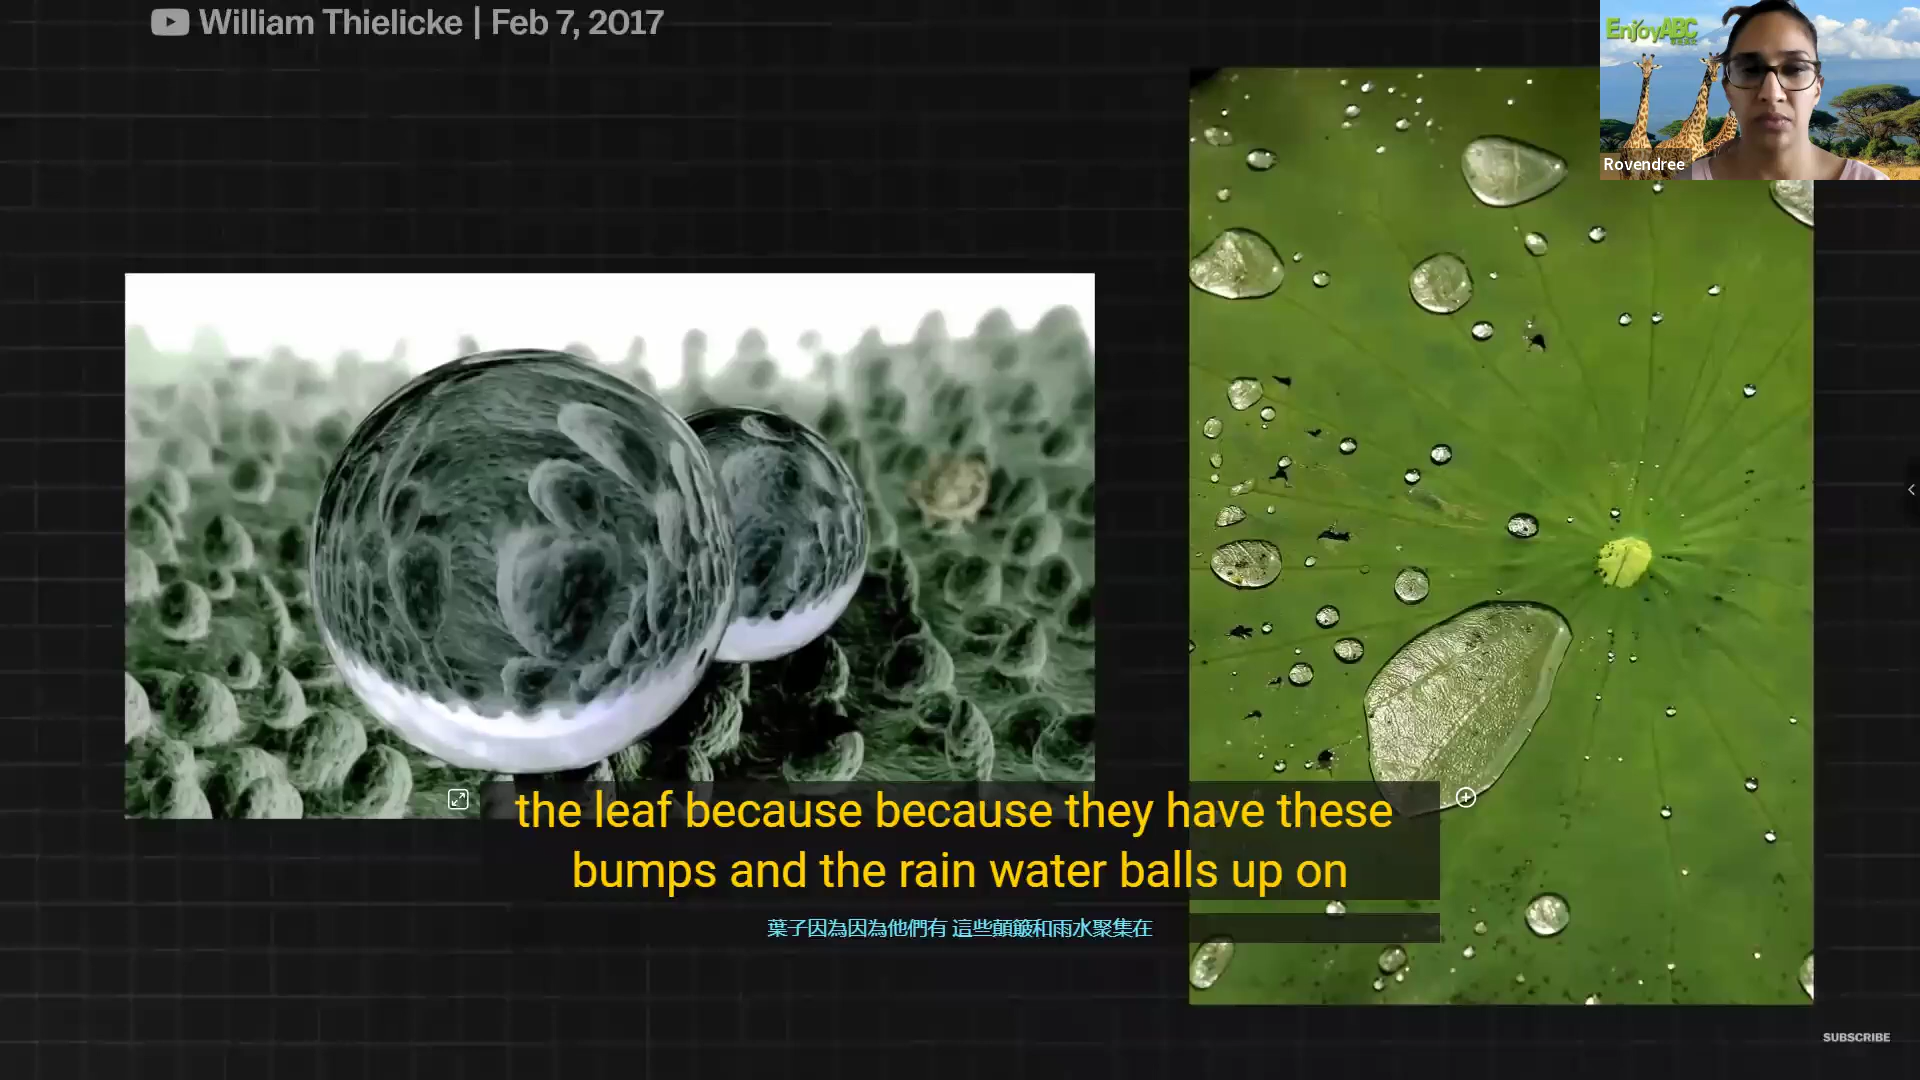 William Thielicke | Feb 7, 2017
EnjoyABC
Rovendree
the leaf because because they have these
bumps and the rain water balls up on
葉子因為因為他們有 這些顛簸和雨水聚集在
SUBSCRIBE